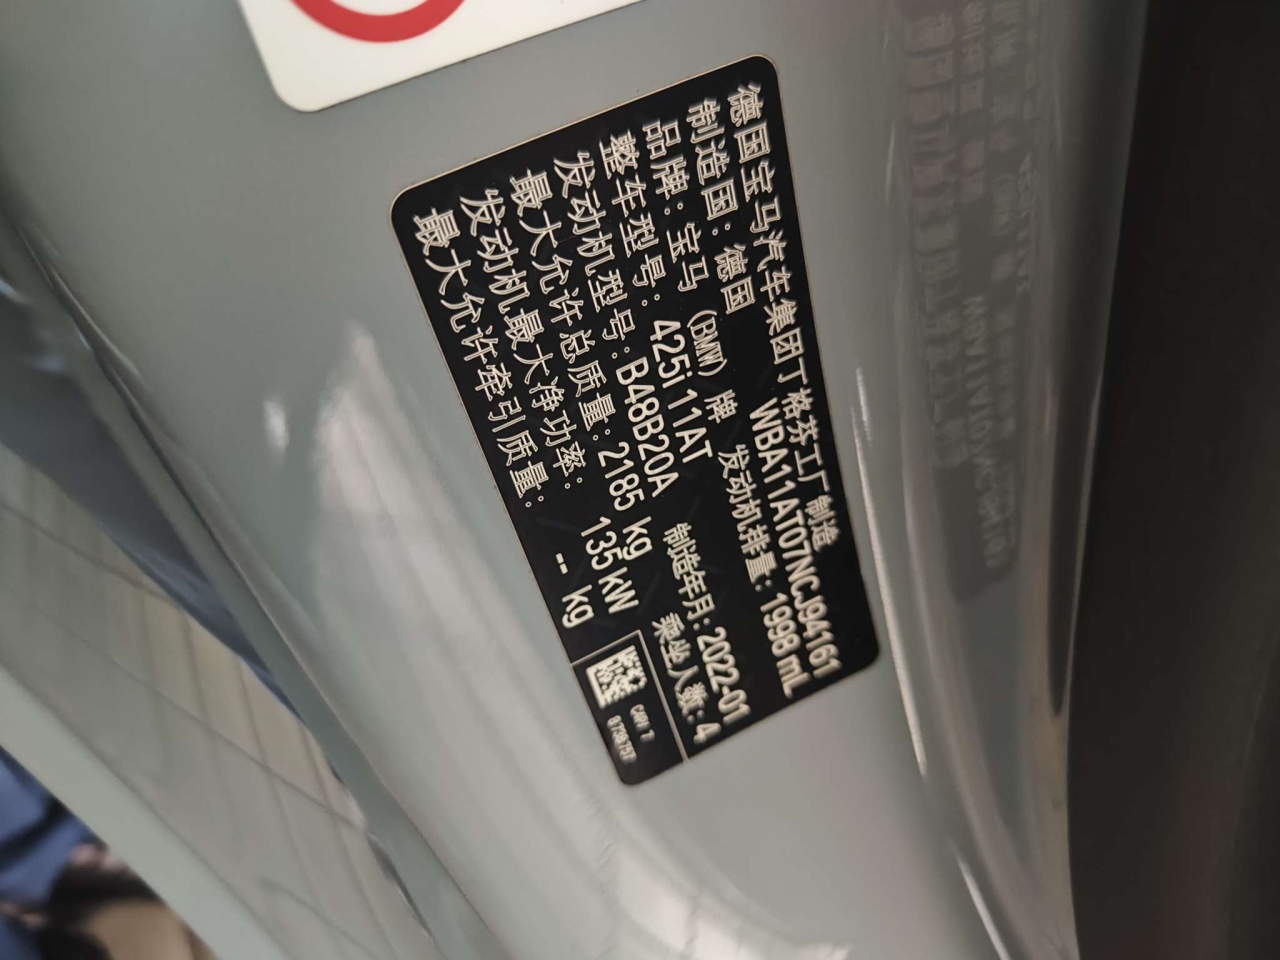 德国宝马汽车集团丁格芬工厂制造
制造国：德国 WBA11AT07NCJ94161
品牌：宝马 (BMW) 牌 发动机排量：1998 mL
整车型号：425i 11AT 制造年月：2022-01
发动机型号：B48B20A 乘坐人数：4
最大允许总质量：2185 kg
发动机最大净功率：135 kW
最大允许牵引质量：-- kg